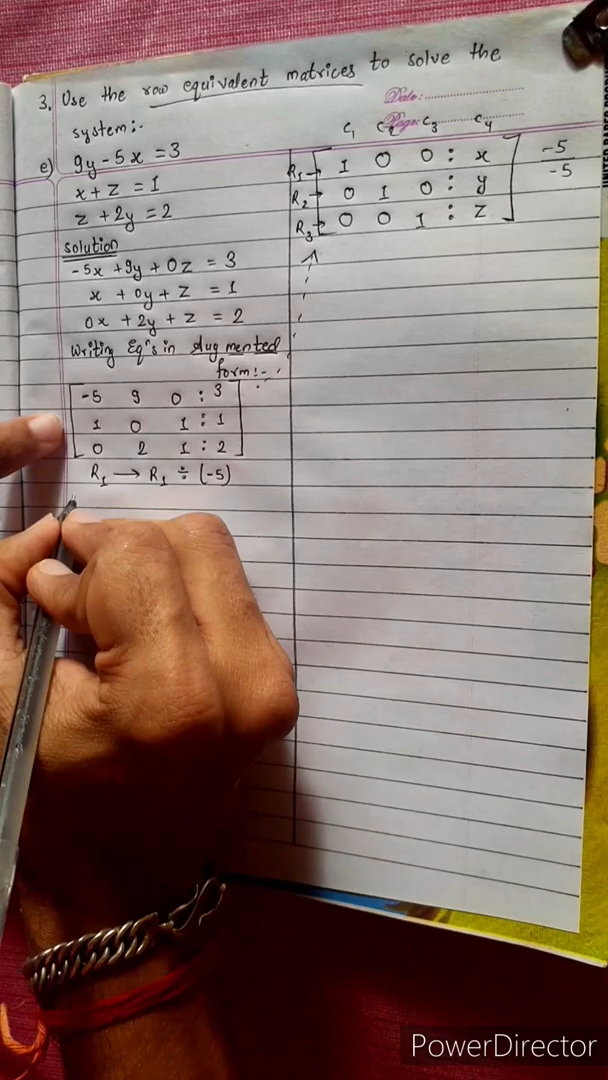 3. Use the row equivalent matrices to solve the
system:-
Date:
Page:
e) 9y - 5x = 3
x + z = 1
z + 2y = 2
solution
-5x + 9y + 0z = 3
x + 0y + z = 1
0x + 2y + z = 2
Writing Eqⁿs in Augmented
form:-
-5 9 0 : 3
1 0 1 : 1
0 2 1 : 2
R₁ → R₁ ÷ (-5)
C₁ C₂ C₃ C₄
R₁→ 1 0 0 : x
R₂→ 0 1 0 : y
R₃→ 0 0 1 : z
-5
-5
PowerDirector